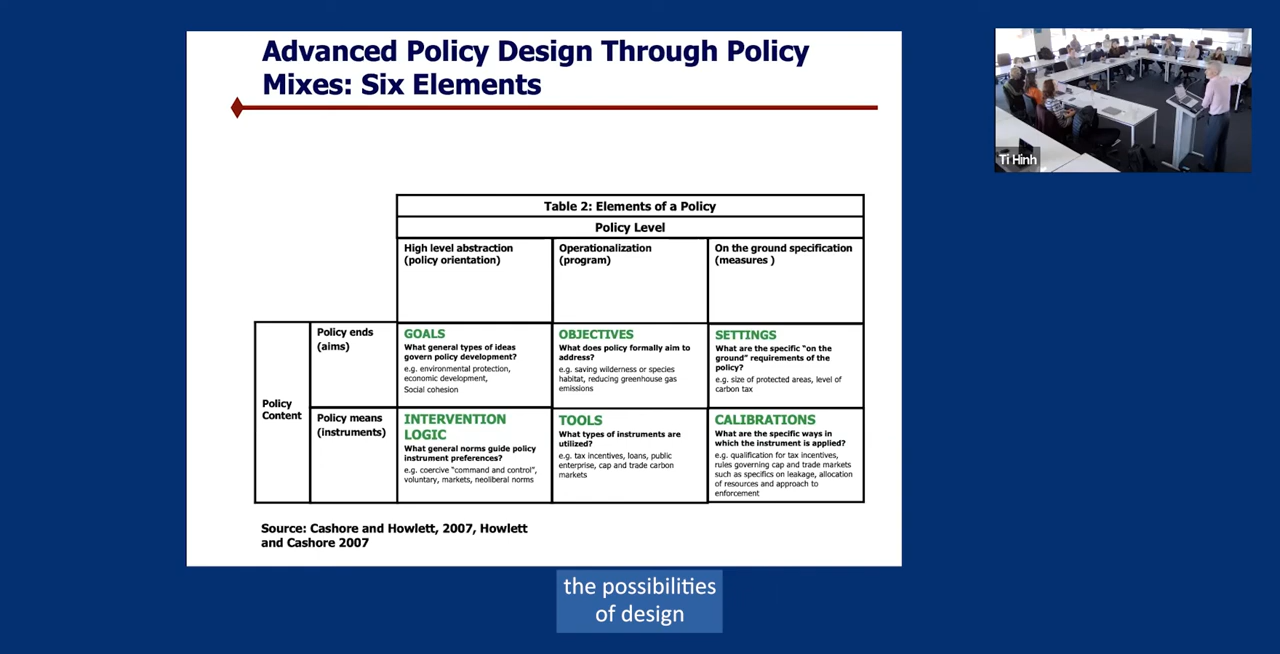 Advanced Policy Design Through Policy
Mixes: Six Elements
Ti Hinh
Table 2: Elements of a Policy
Policy Level
High level abstraction
(policy orientation)
Operationalization
(program)
On the ground specification
(measures )
Policy
Content
Policy ends
(aims)
GOALS
What general types of ideas
govern policy development?
e.g. environmental protection,
economic development,
Social cohesion
OBJECTIVES
What does policy formally aim to
address?
e.g. saving wilderness or species
habitat, reducing greenhouse gas
emissions
SETTINGS
What are the specific "on the
ground" requirements of the
policy?
e.g. size of protected areas, level of
carbon tax
Policy means
(instruments)
INTERVENTION
LOGIC
What general norms guide policy
instrument preferences?
e.g. coercive "command and control",
voluntary, markets, neoliberal norms
TOOLS
What types of instruments are
utilized?
e.g. tax incentives, loans, public
enterprise, cap and trade carbon
markets
CALIBRATIONS
What are the specific ways in
which the instrument is applied?
e.g. qualification for tax incentives,
rules governing cap and trade markets
such as specifics on leakage, allocation
of resources and approach to
enforcement
Source: Cashore and Howlett, 2007, Howlett
and Cashore 2007
the possibilities
of design